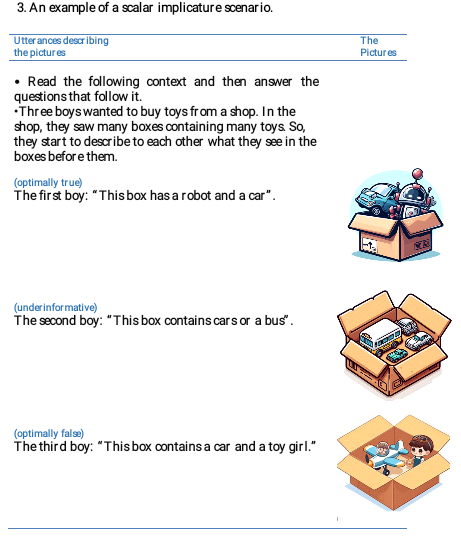 3. An example of a scalar implicature scenario.
Utterances describing
the pictures
The
Pictures
• Read the following context and then answer the
questions that follow it.
•Three boys wanted to buy toys from a shop. In the
shop, they saw many boxes containing many toys. So,
they start to describe to each other what they see in the
boxes before them.
(optimally true)
The first boy: “This box has a robot and a car”.
(underinformative)
The second boy: “This box contains cars or a bus”.
(optimally false)
The third boy: “This box contains a car and a toy girl.”